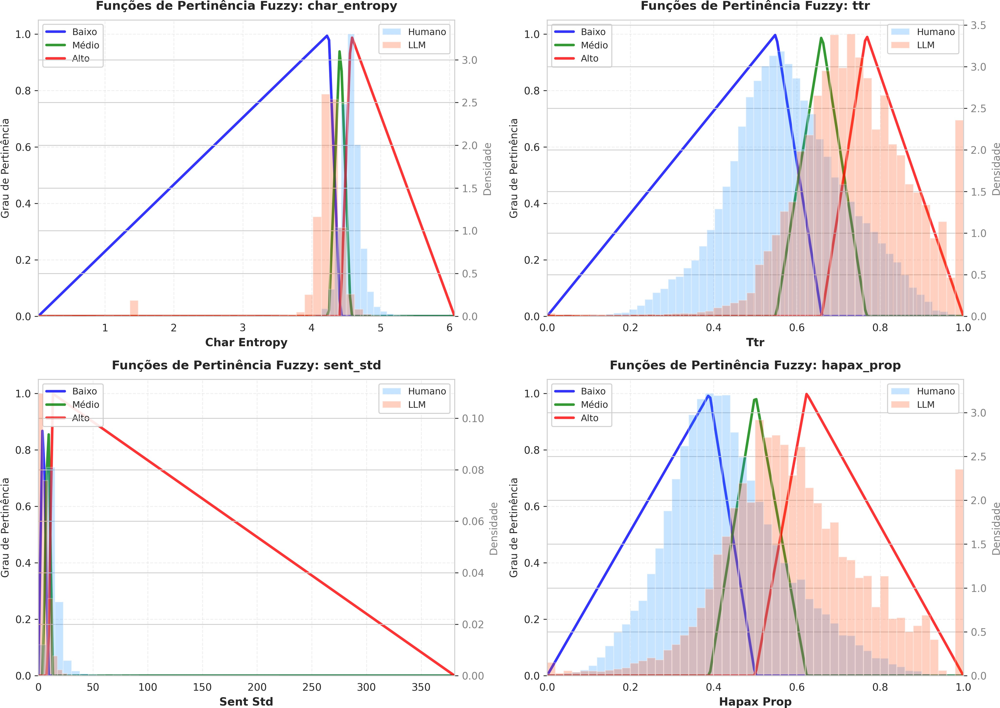 Funções de Pertinência Fuzzy: char_entropy
Baixo
Médio
Alto
Humano
LLM
1.0
0.8
0.6
0.4
0.2
0.0
Grau de Pertinência
3.0
2.5
2.0
1.5
1.0
0.5
0.0
Densidade
1 2 3 4 5 6
Char Entropy
Funções de Pertinência Fuzzy: ttr
Baixo
Médio
Alto
Humano
LLM
1.0
0.8
0.6
0.4
0.2
0.0
Grau de Pertinência
3.5
3.0
2.5
2.0
1.5
1.0
0.5
0.0
Densidade
0.0 0.2 0.4 0.6 0.8 1.0
Ttr
Funções de Pertinência Fuzzy: sent_std
Baixo
Médio
Alto
Humano
LLM
1.0
0.8
0.6
0.4
0.2
0.0
Grau de Pertinência
0.10
0.08
0.06
0.04
0.02
0.00
Densidade
0 50 100 150 200 250 300 350
Sent Std
Funções de Pertinência Fuzzy: hapax_prop
Baixo
Médio
Alto
Humano
LLM
1.0
0.8
0.6
0.4
0.2
0.0
Grau de Pertinência
3.0
2.5
2.0
1.5
1.0
0.5
0.0
Densidade
0.0 0.2 0.4 0.6 0.8 1.0
Hapax Prop